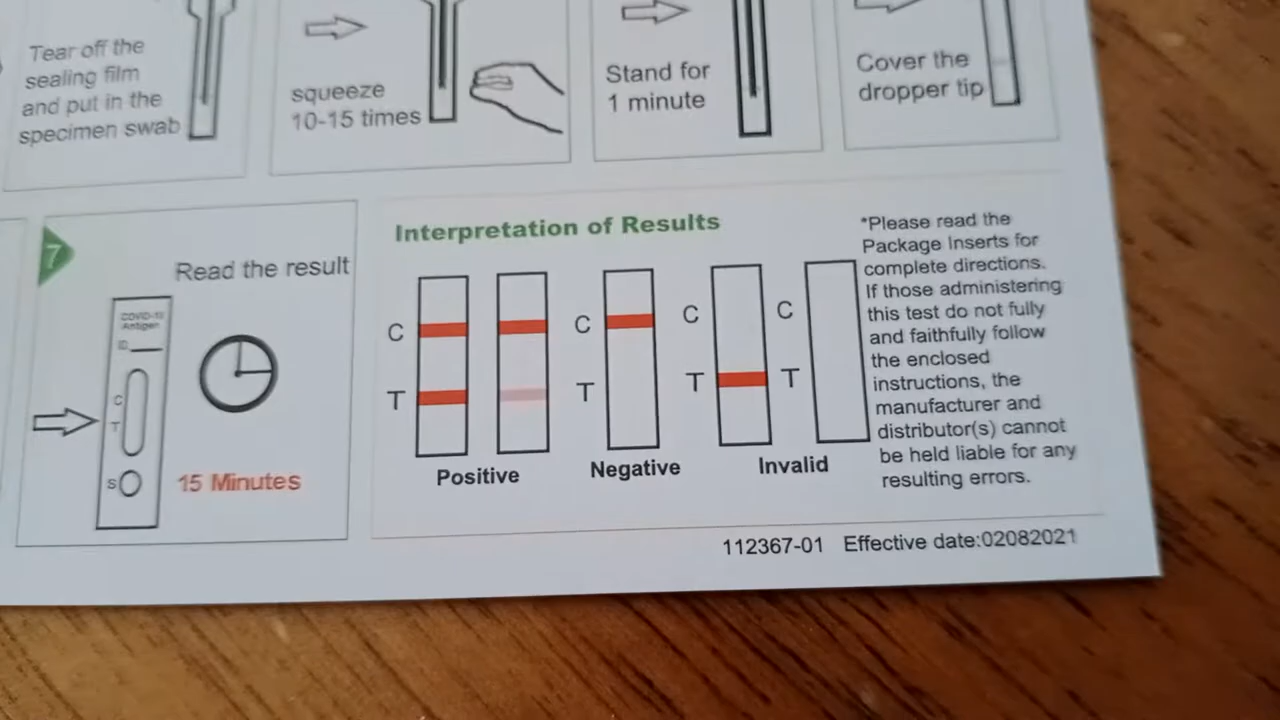 Tear off the
sealing film
and put in the
specimen swab
squeeze
10-15 times
Stand for
1 minute
Cover the
dropper tip
7
Read the result
COVID-19
Antigen
ID
C
T
S
15 Minutes
Interpretation of Results
C
T
C
T
C
T
C
T
Positive
Negative
Invalid
*Please read the
Package Inserts for
complete directions.
If those administering
this test do not fully
and faithfully follow
the enclosed
instructions, the
manufacturer and
distributor(s) cannot
be held liable for any
resulting errors.
112367-01 Effective date:02082021